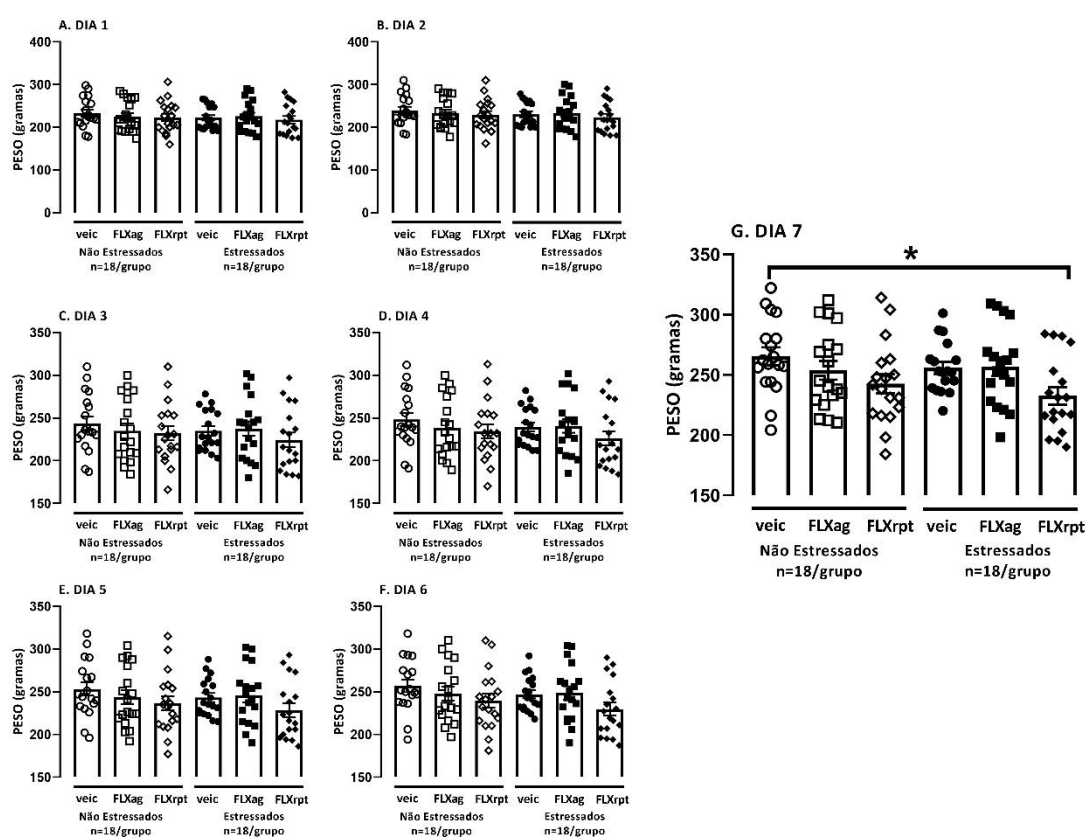 A. DIA 1
PESO (gramas)
400
300
200
100
0
veic FLXag FLXrpt veic FLXag FLXrpt
Não Estressados Estressados
n=18/grupo n=18/grupo
B. DIA 2
PESO (gramas)
400
300
200
100
0
veic FLXag FLXrpt veic FLXag FLXrpt
Não Estressados Estressados
n=18/grupo n=18/grupo
C. DIA 3
PESO (gramas)
350
300
250
200
150
veic FLXag FLXrpt veic FLXag FLXrpt
Não Estressados Estressados
n=18/grupo n=18/grupo
D. DIA 4
PESO (gramas)
350
300
250
200
150
veic FLXag FLXrpt veic FLXag FLXrpt
Não Estressados Estressados
n=18/grupo n=18/grupo
E. DIA 5
PESO (gramas)
350
300
250
200
150
veic FLXag FLXrpt veic FLXag FLXrpt
Não Estressados Estressados
n=18/grupo n=18/grupo
F. DIA 6
PESO (gramas)
350
300
250
200
150
veic FLXag FLXrpt veic FLXag FLXrpt
Não Estressados Estressados
n=18/grupo n=18/grupo
G. DIA 7
*
PESO (gramas)
350
300
250
200
150
veic FLXag FLXrpt veic FLXag FLXrpt
Não Estressados Estressados
n=18/grupo n=18/grupo